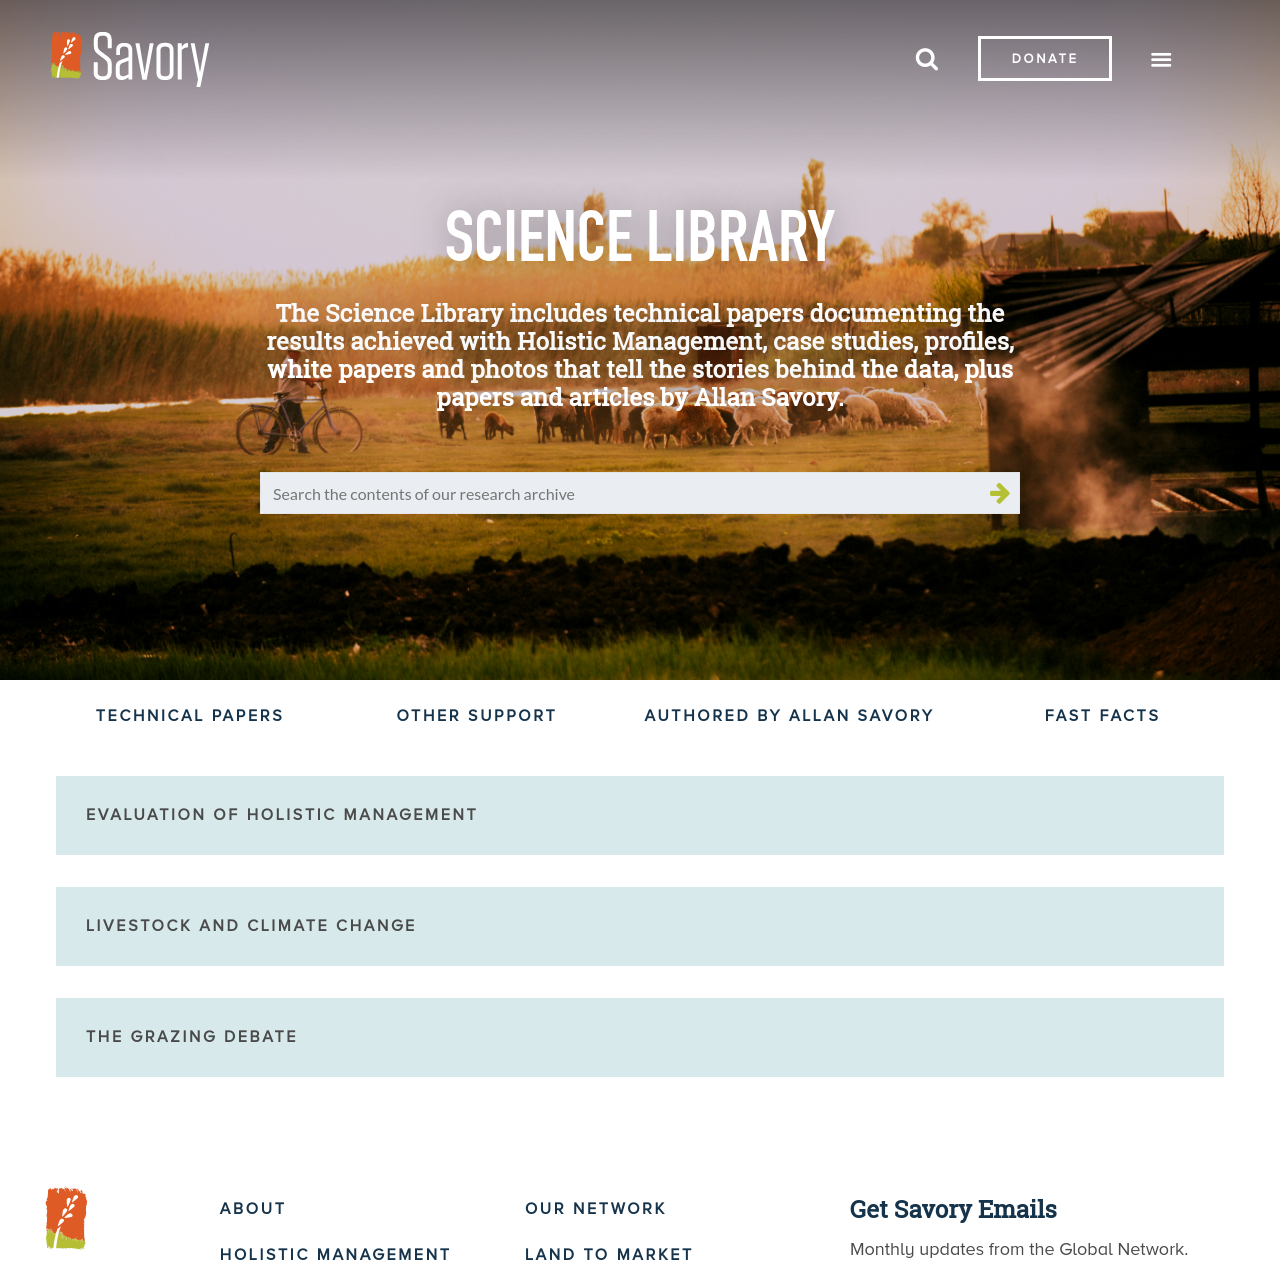 Savory
DONATE
SCIENCE LIBRARY
The Science Library includes technical papers documenting the
results achieved with Holistic Management, case studies, profiles,
white papers and photos that tell the stories behind the data, plus
papers and articles by Allan Savory.
Search the contents of our research archive
TECHNICAL PAPERS
OTHER SUPPORT
AUTHORED BY ALLAN SAVORY
FAST FACTS
EVALUATION OF HOLISTIC MANAGEMENT
LIVESTOCK AND CLIMATE CHANGE
THE GRAZING DEBATE
ABOUT
HOLISTIC MANAGEMENT
OUR NETWORK
LAND TO MARKET
Get Savory Emails
Monthly updates from the Global Network.